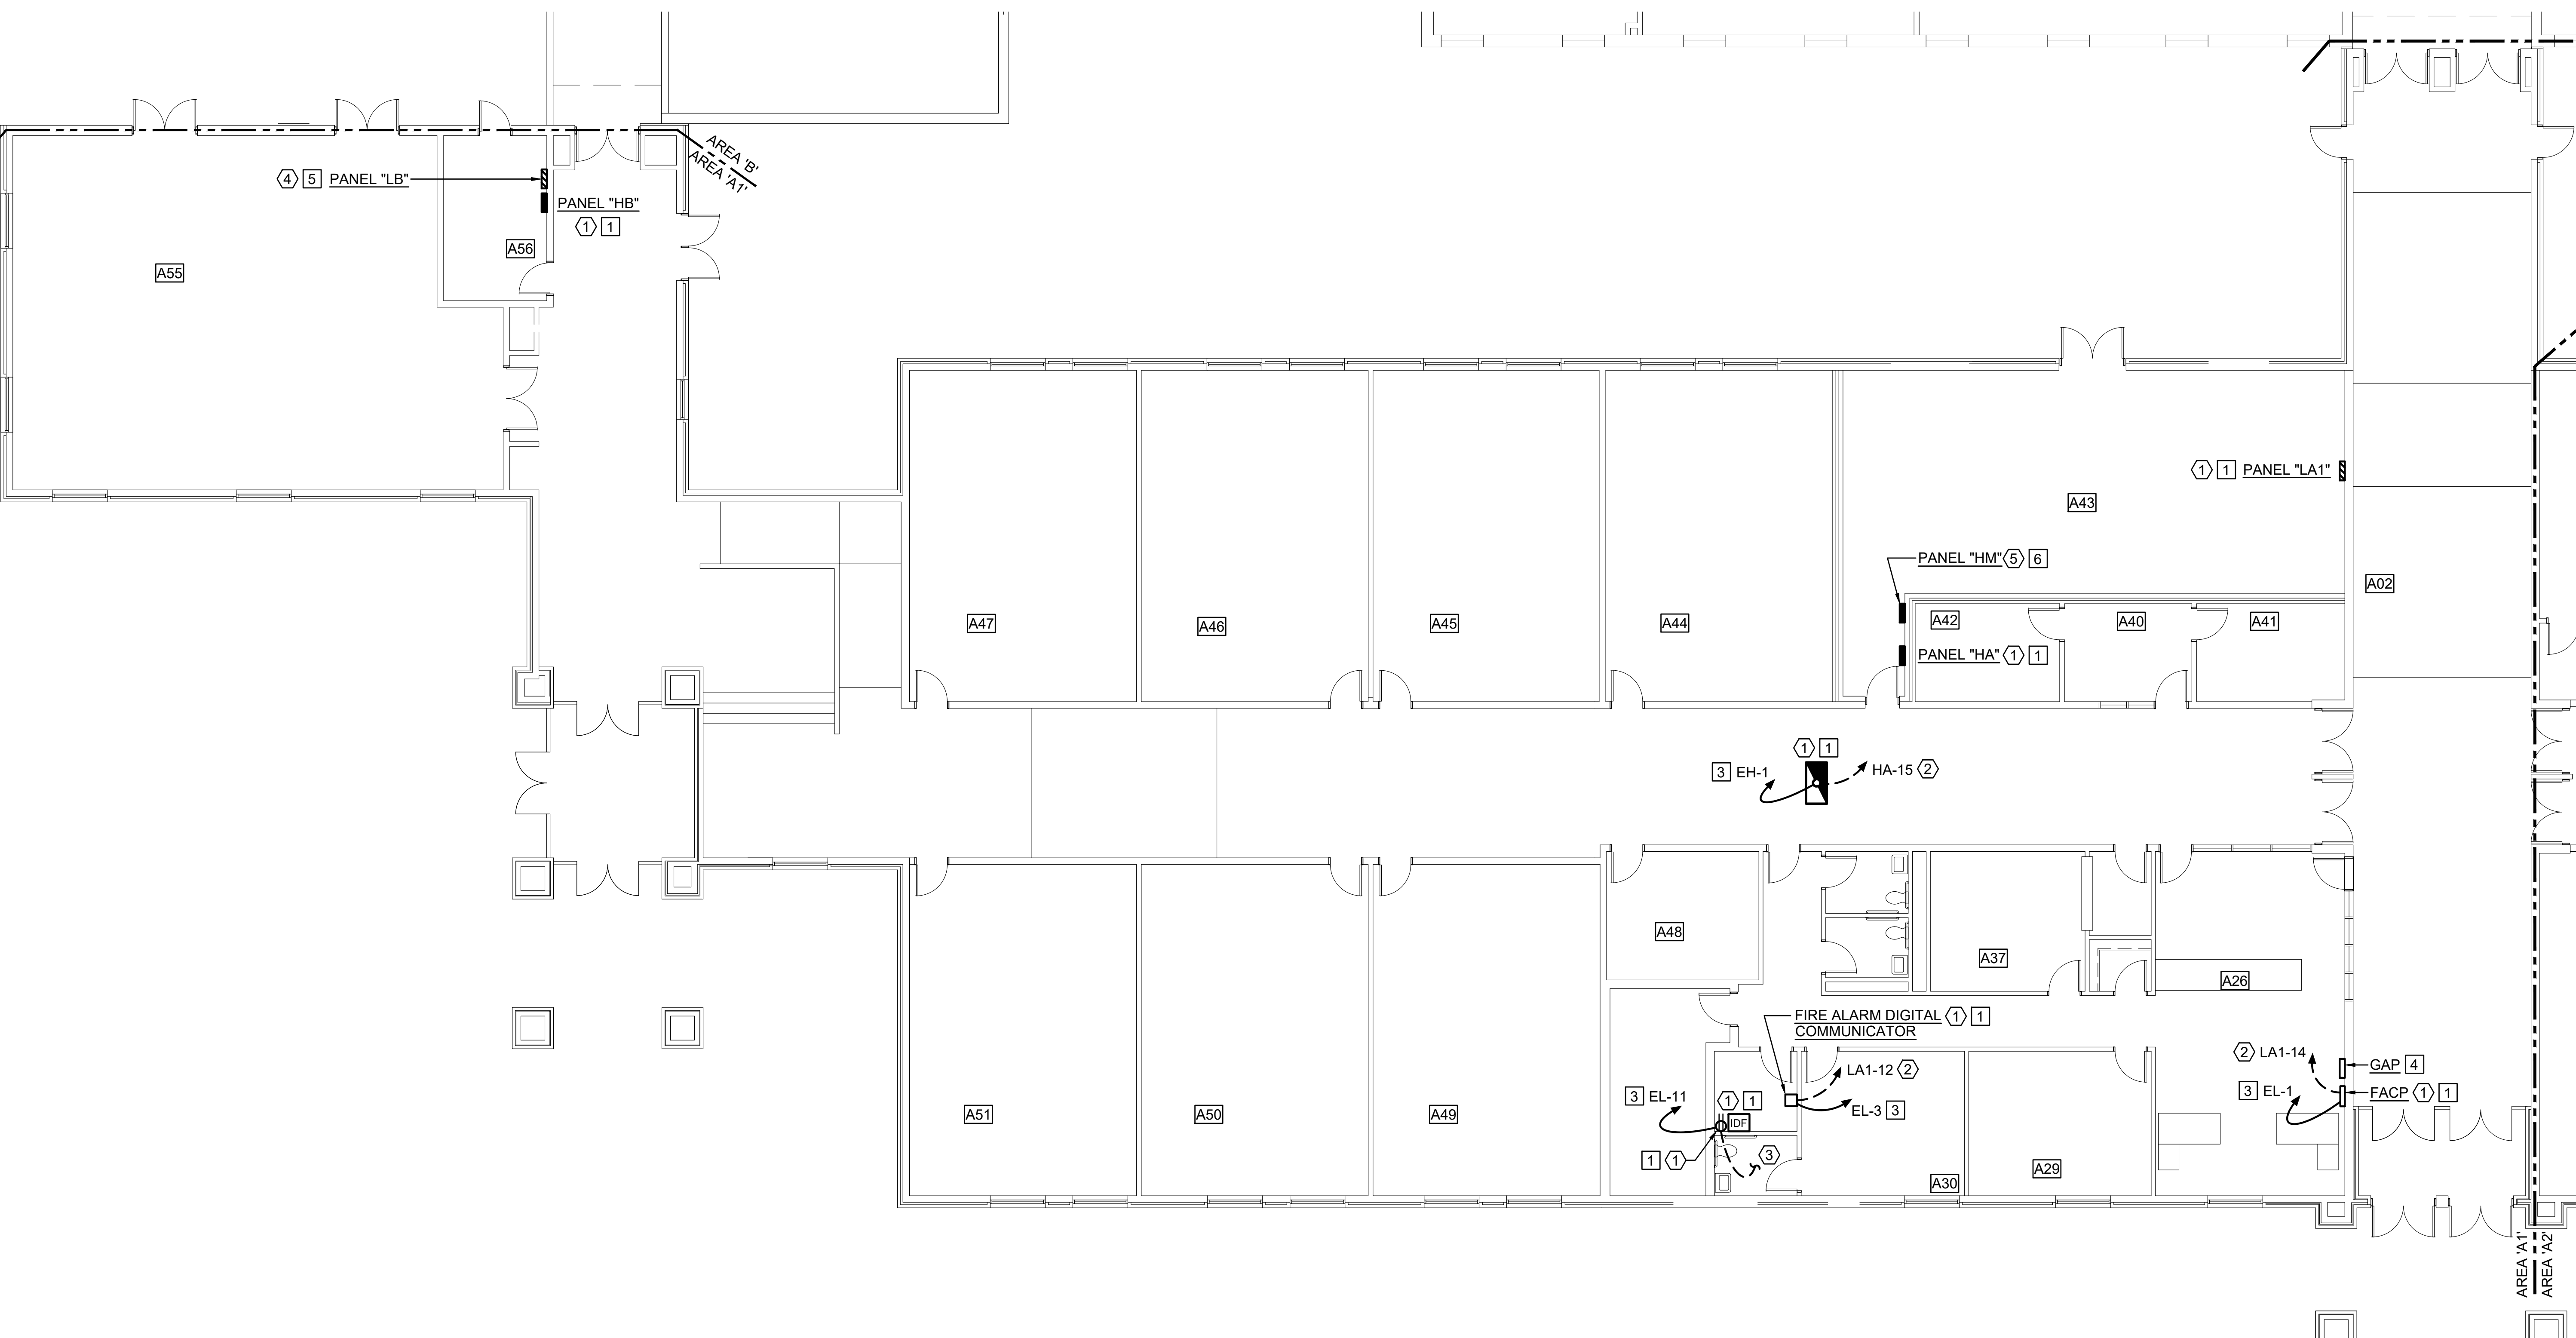 AREA 'B'
AREA 'A1'
4 5 PANEL "LB"
PANEL "HB"
1 1
A56
A55
1 1 PANEL "LA1"
A43
PANEL "HM" 5 6
A02
A47
A46
A45
A44
A42
A40
A41
PANEL "HA" 1 1
1 1
3 EH-1
HA-15 2
A48
A37
A26
FIRE ALARM DIGITAL 1 1
COMMUNICATOR
2 LA1-14
GAP 4
LA1-12 2
3 EL-11
1 1
3 EL-1
FACP 1 1
EL-3 3
A51
A50
A49
IDF
1 1
3
A30
A29
AREA 'A1'
AREA 'A2'